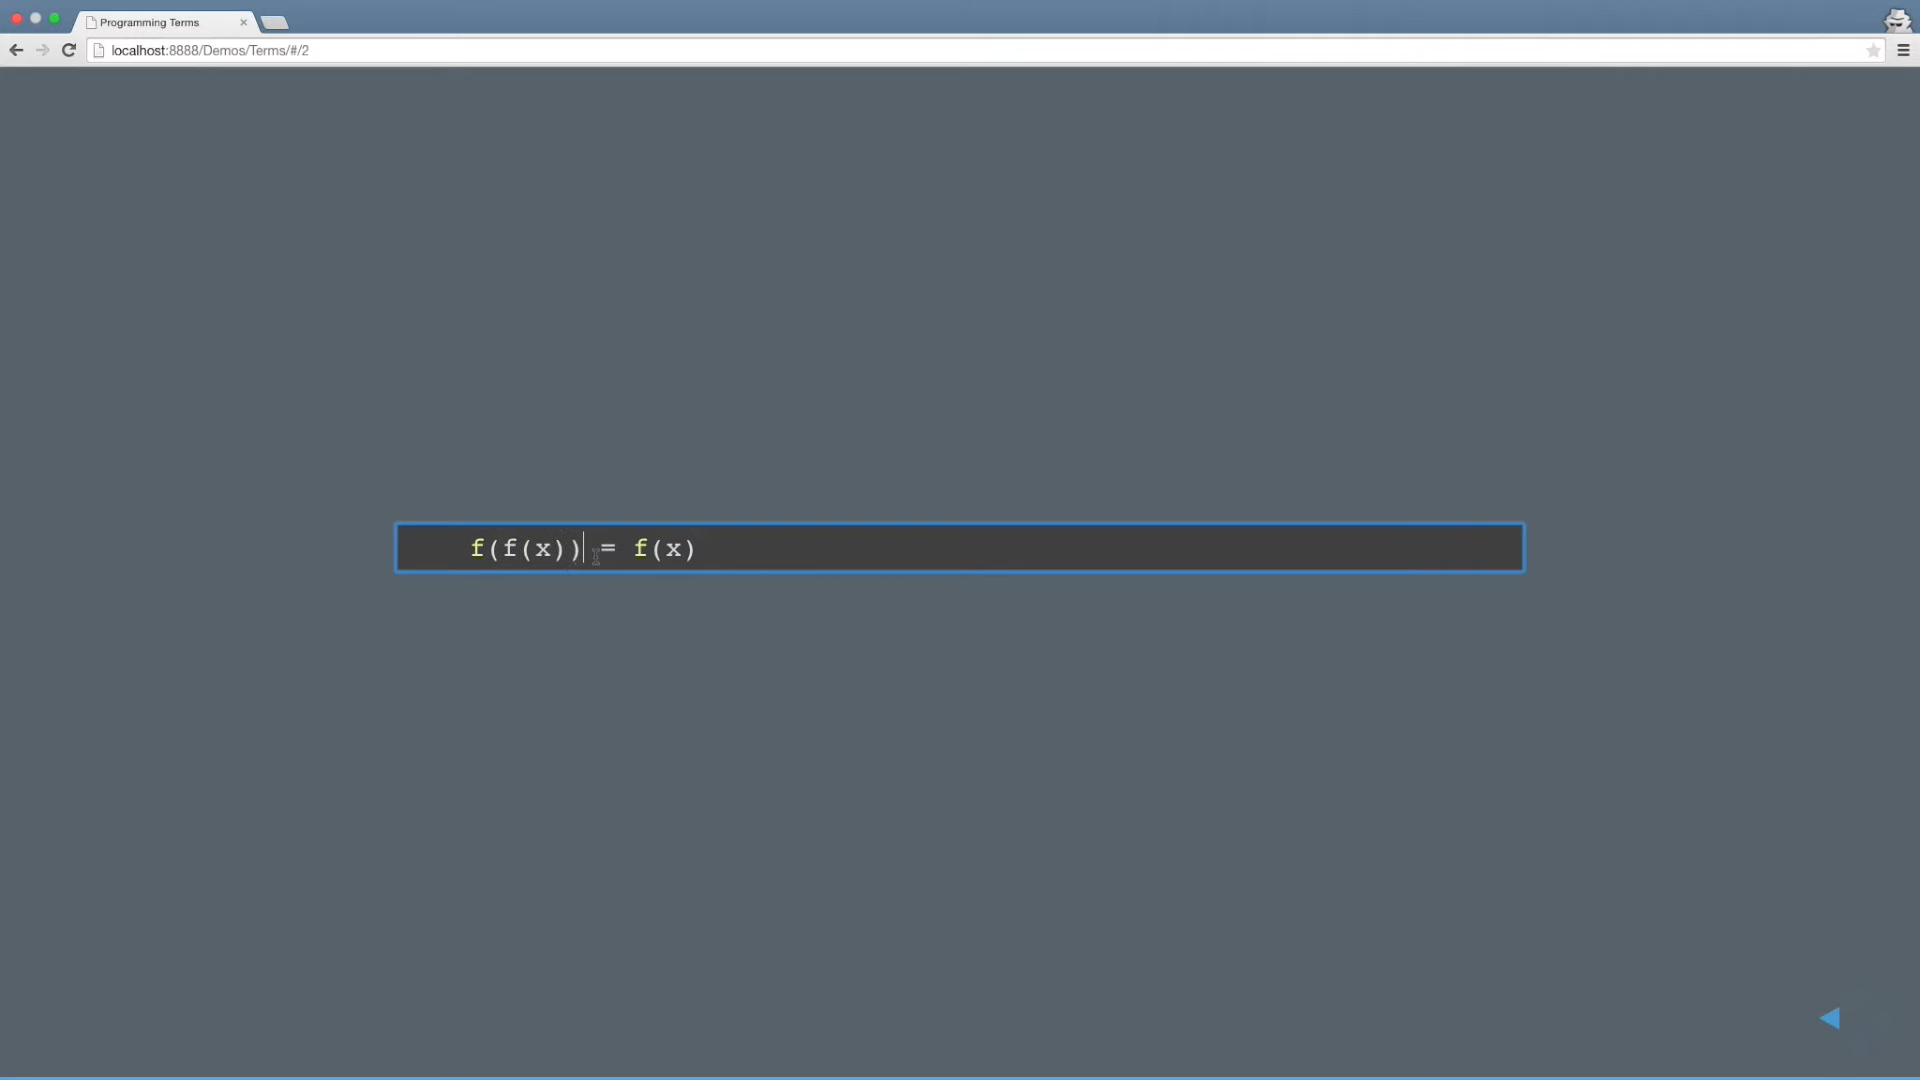 Programming Terms
localhost:8888/Demos/Terms/#/2
f(f(x)) = f(x)